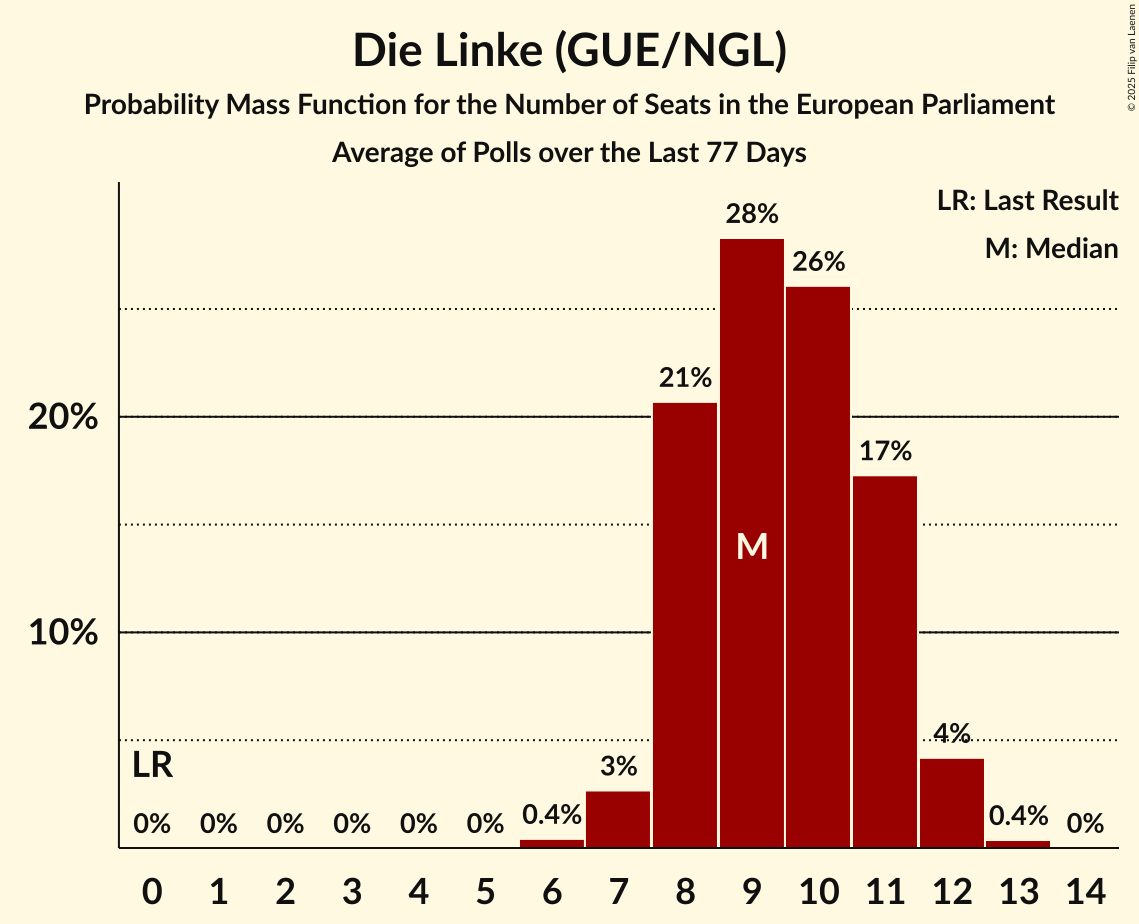 © 2025 Filip van Laenen
Die Linke (GUE/NGL)
Probability Mass Function for the Number of Seats in the European Parliament
Average of Polls over the Last 77 Days
LR: Last Result
M: Median
28%
26%
21%
20%
17%
M
10%
4%
LR
3%
0% 0% 0% 0% 0% 0% 0.4% 0.4% 0%
0 1 2 3 4 5 6 7 8 9 10 11 12 13 14